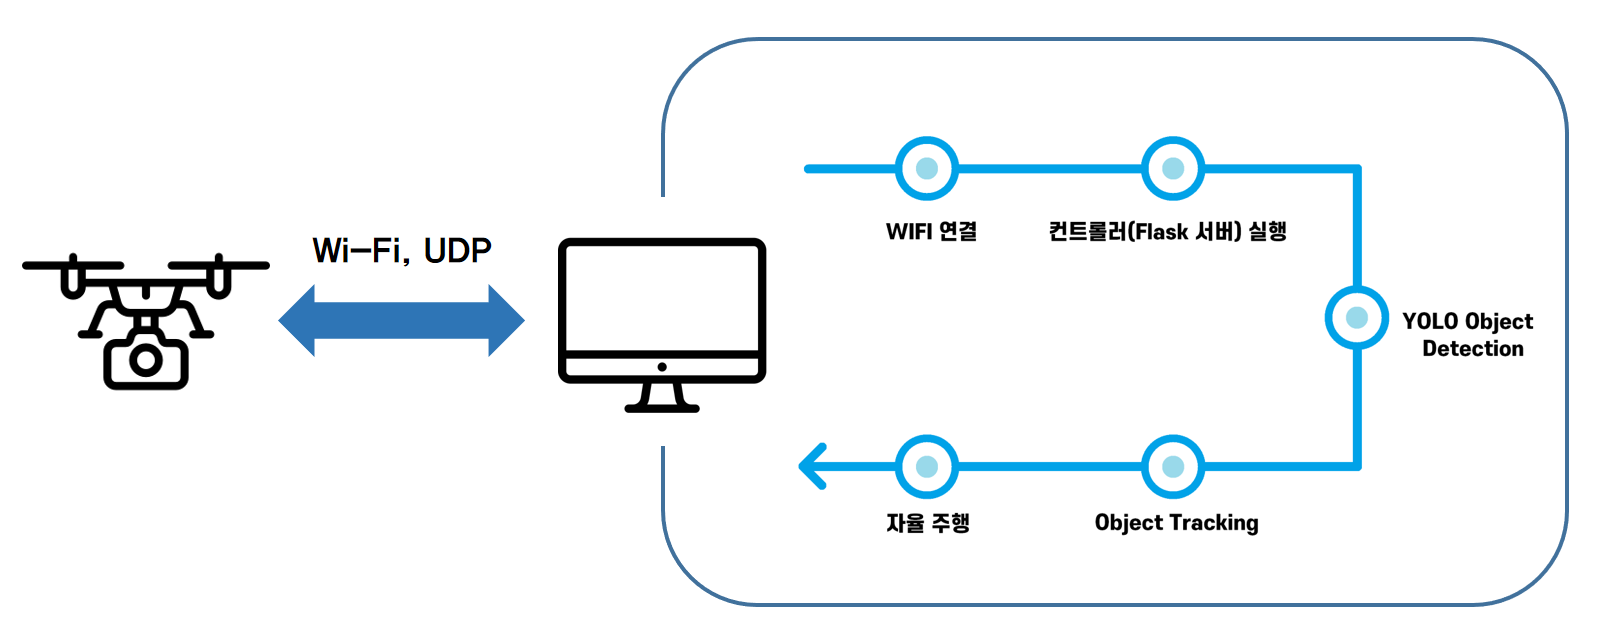 Wi-Fi, UDP
WIFI 연결
컨트롤러(Flask 서버) 실행
YOLO Object
Detection
Object Tracking
자율 주행